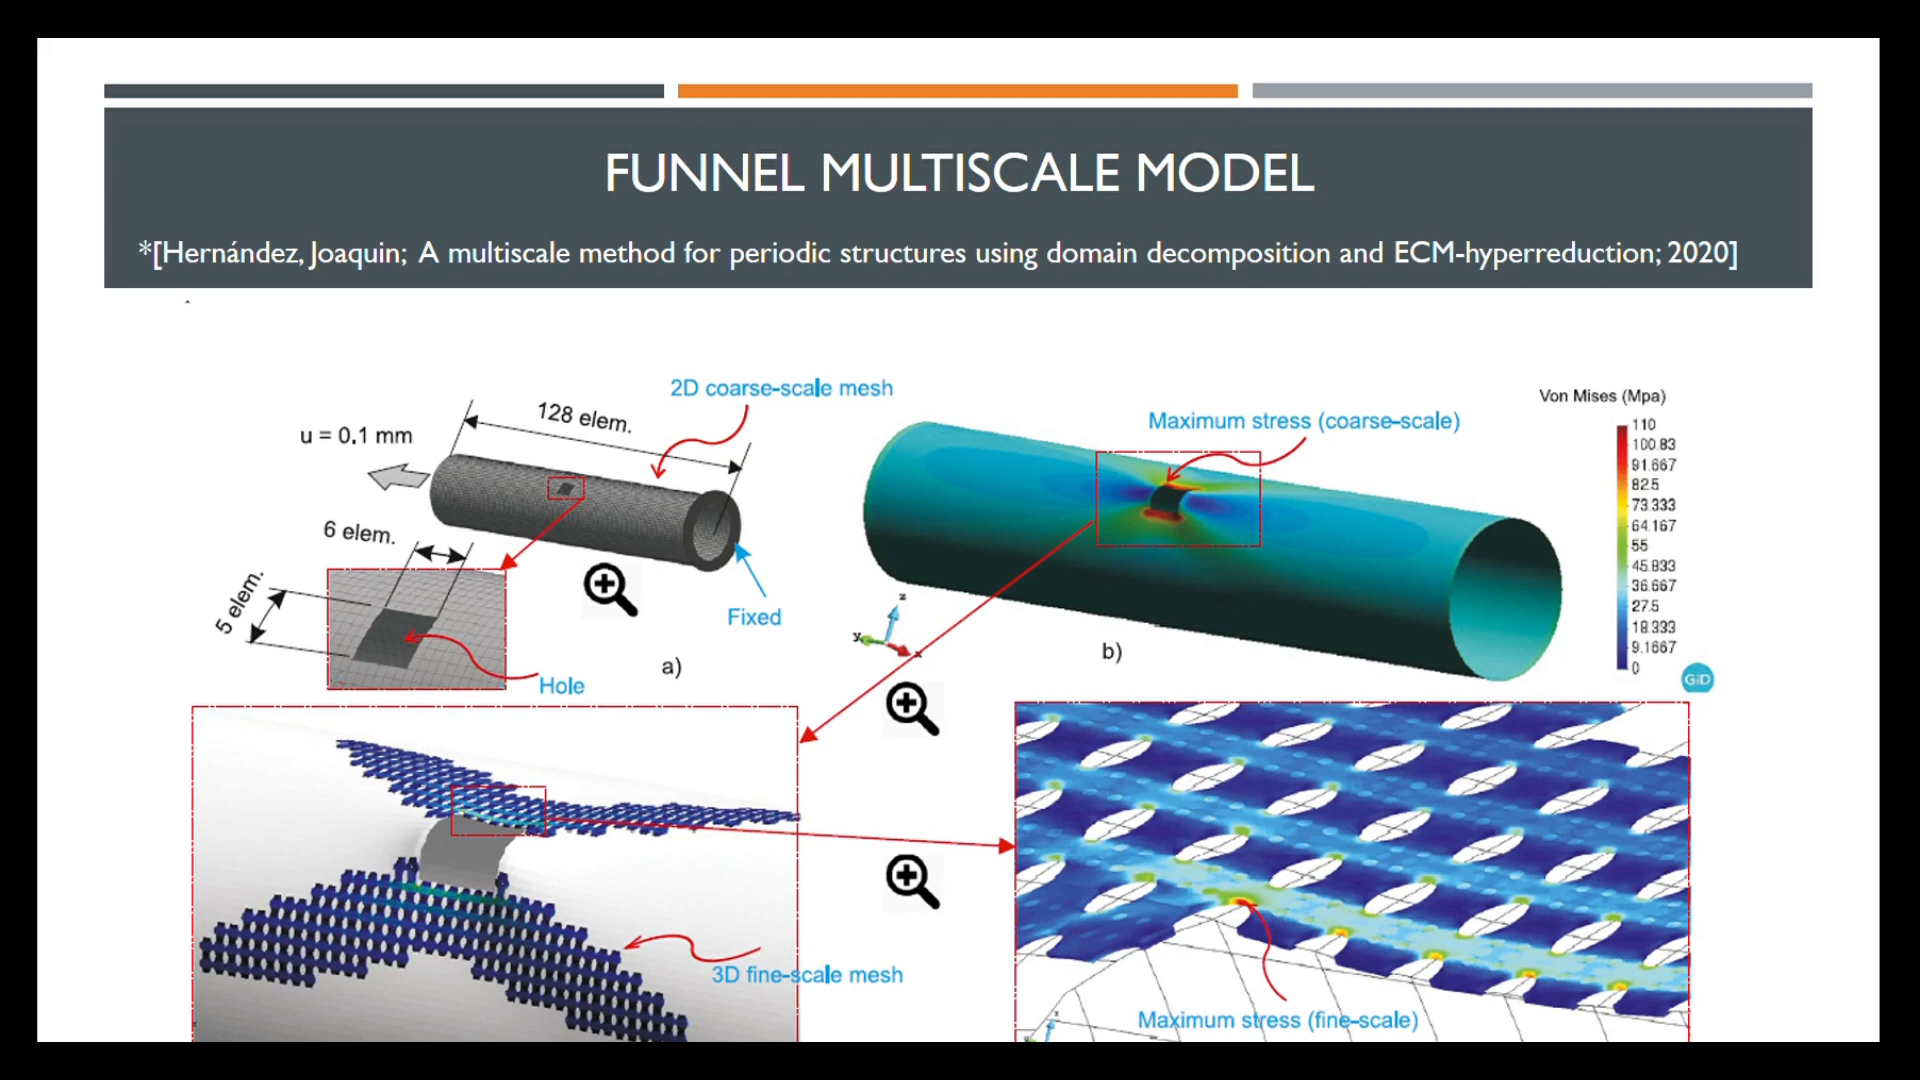 FUNNEL MULTISCALE MODEL
*[Hernández, Joaquin; A multiscale method for periodic structures using domain decomposition and ECM-hyperreduction; 2020]
2D coarse-scale mesh
128 elem.
u = 0.1 mm
6 elem.
5 elem.
Fixed
Hole
a)
Maximum stress (coarse-scale)
Von Mises (Mpa)
110
100.83
91.667
82.5
73.333
64.167
55
45.833
36.667
27.5
18.333
9.1667
0
z
y
x
b)
GiD
3D fine-scale mesh
Maximum stress (fine-scale)